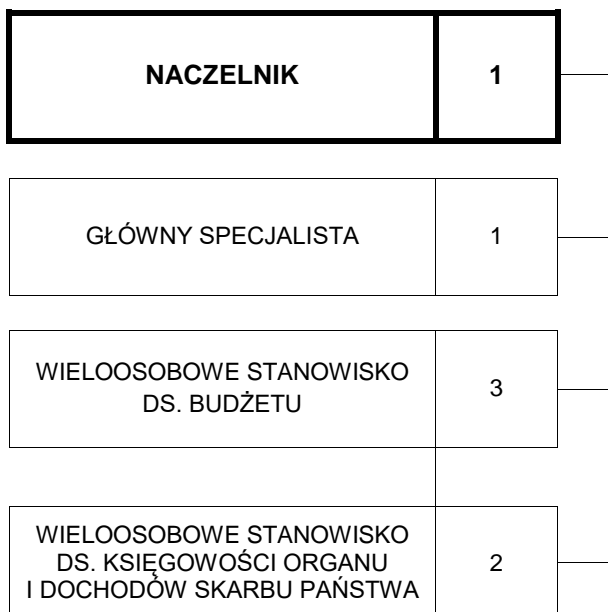 NACZELNIK 1
GŁÓWNY SPECJALISTA 1
WIELOOSOBOWE STANOWISKO
DS. BUDŻETU
3
WIELOOSOBOWE STANOWISKO
DS. KSIĘGOWOŚCI ORGANU
I DOCHODÓW SKARBU PAŃSTWA
2